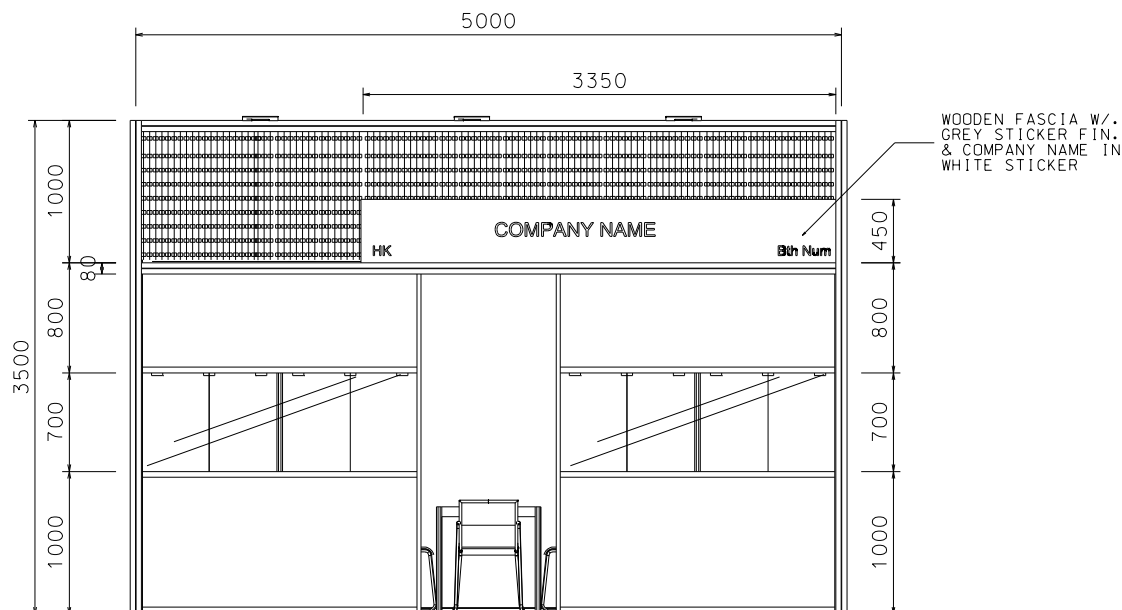 5000
3350
WOODEN FASCIA W/.
GREY STICKER FIN.
& COMPANY NAME IN
WHITE STICKER
1000
450
COMPANY NAME
HK
Bth Num
80
800
800
3500
700
700
1000
1000